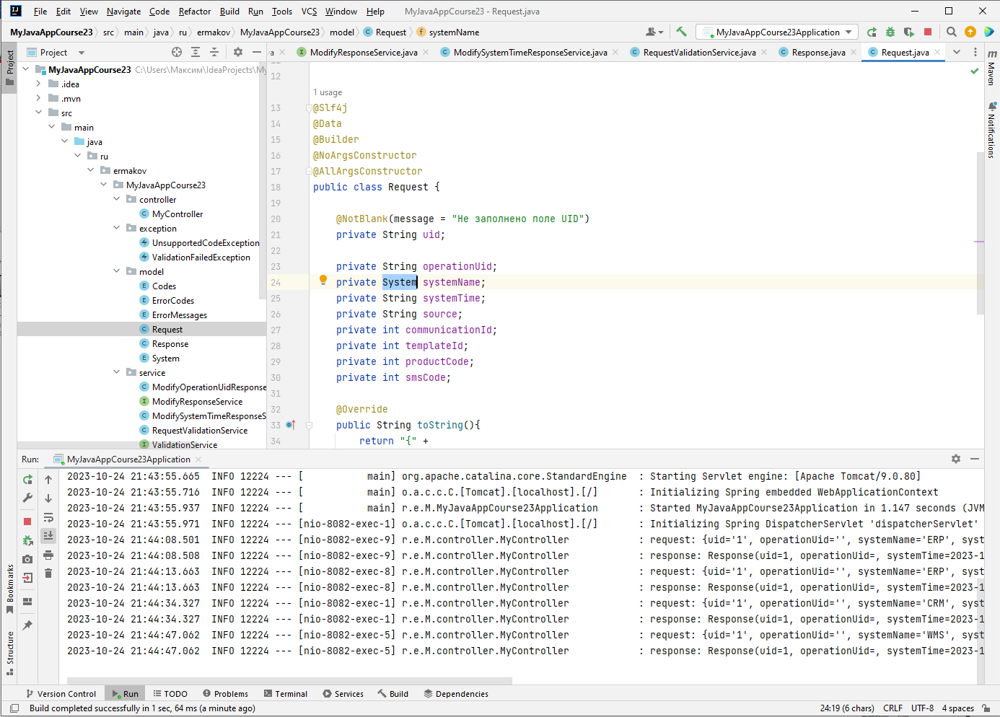 File Edit View Navigate Code Refactor Build Run Tools VCS Window Help MyJavaAppCourse23 - Request.java
MyJavaAppCourse23 src main java ru ermakov MyJavaAppCourse23 model Request systemName MyJavaAppCourse23Application
Project
Project
ModifyResponseService.java
ModifySystemTimeResponseService.java
RequestValidationService.java
Response.java
Request.java
Maven
Notifications
MyJavaAppCourse23 C:\Users\Максим\IdeaProjects\My
.idea
.mvn
src
main
java
ru
ermakov
MyJavaAppCourse23
controller
MyController
exception
UnsupportedCodeException
ValidationFailedException
model
Codes
ErrorCodes
ErrorMessages
Request
Response
System
service
ModifyOperationUidResponse
ModifyResponseService
ModifySystemTimeResponseS
RequestValidationService
ValidationService
12
1 usage
13 @Slf4j
14 @Data
15 @Builder
16 @NoArgsConstructor
17 @AllArgsConstructor
18 public class Request {
19
20 @NotBlank(message = "Не заполнено поле UID")
21 private String uid;
22
23 private String operationUid;
24 private System systemName;
25 private String systemTime;
26 private String source;
27 private int communicationId;
28 private int templateId;
29 private int productCode;
30 private int smsCode;
31
32 @Override
33 public String toString(){
34 return "{" +
Run: MyJavaAppCourse23Application
2023-10-24 21:43:55.665 INFO 12224 --- [ main] org.apache.catalina.core.StandardEngine : Starting Servlet engine: [Apache Tomcat/9.0.80]
2023-10-24 21:43:55.716 INFO 12224 --- [ main] o.a.c.c.C.[Tomcat].[localhost].[/] : Initializing Spring embedded WebApplicationContext
2023-10-24 21:43:55.937 INFO 12224 --- [ main] r.e.M.MyJavaAppCourse23Application : Started MyJavaAppCourse23Application in 1.147 seconds (JVM
2023-10-24 21:43:55.971 INFO 12224 --- [nio-8082-exec-1] o.a.c.c.C.[Tomcat].[localhost].[/] : Initializing Spring DispatcherServlet 'dispatcherServlet'
2023-10-24 21:44:08.501 INFO 12224 --- [nio-8082-exec-9] r.e.M.controller.MyController : request: {uid='1', operationUid='', systemName='ERP', syst
2023-10-24 21:44:08.508 INFO 12224 --- [nio-8082-exec-9] r.e.M.controller.MyController : response: Response(uid=1, operationUid=, systemTime=2023-1
2023-10-24 21:44:13.663 INFO 12224 --- [nio-8082-exec-8] r.e.M.controller.MyController : request: {uid='1', operationUid='', systemName='ERP', syst
2023-10-24 21:44:13.663 INFO 12224 --- [nio-8082-exec-8] r.e.M.controller.MyController : response: Response(uid=1, operationUid=, systemTime=2023-1
2023-10-24 21:44:34.327 INFO 12224 --- [nio-8082-exec-1] r.e.M.controller.MyController : request: {uid='1', operationUid='', systemName='CRM', syst
2023-10-24 21:44:34.327 INFO 12224 --- [nio-8082-exec-1] r.e.M.controller.MyController : response: Response(uid=1, operationUid=, systemTime=2023-1
2023-10-24 21:44:47.062 INFO 12224 --- [nio-8082-exec-5] r.e.M.controller.MyController : request: {uid='1', operationUid='', systemName='WMS', syst
2023-10-24 21:44:47.062 INFO 12224 --- [nio-8082-exec-5] r.e.M.controller.MyController : response: Response(uid=1, operationUid=, systemTime=2023-1
Bookmarks
Structure
Version Control Run TODO Problems Terminal Services Build Dependencies
Build completed successfully in 1 sec, 64 ms (a minute ago) 24:19 (6 chars) CRLF UTF-8 4 spaces